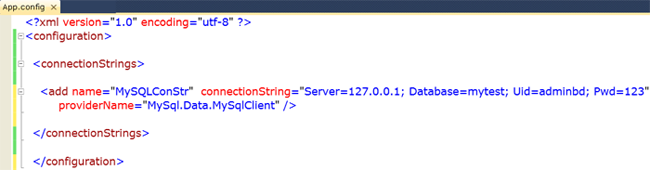 App.config
<?xml version="1.0" encoding="utf-8" ?>
<configuration>
<connectionStrings>
<add name="MySQLConStr" connectionString="Server=127.0.0.1; Database=mytest; Uid=adminbd; Pwd=123"
providerName="MySql.Data.MySqlClient" />
</connectionStrings>
</configuration>